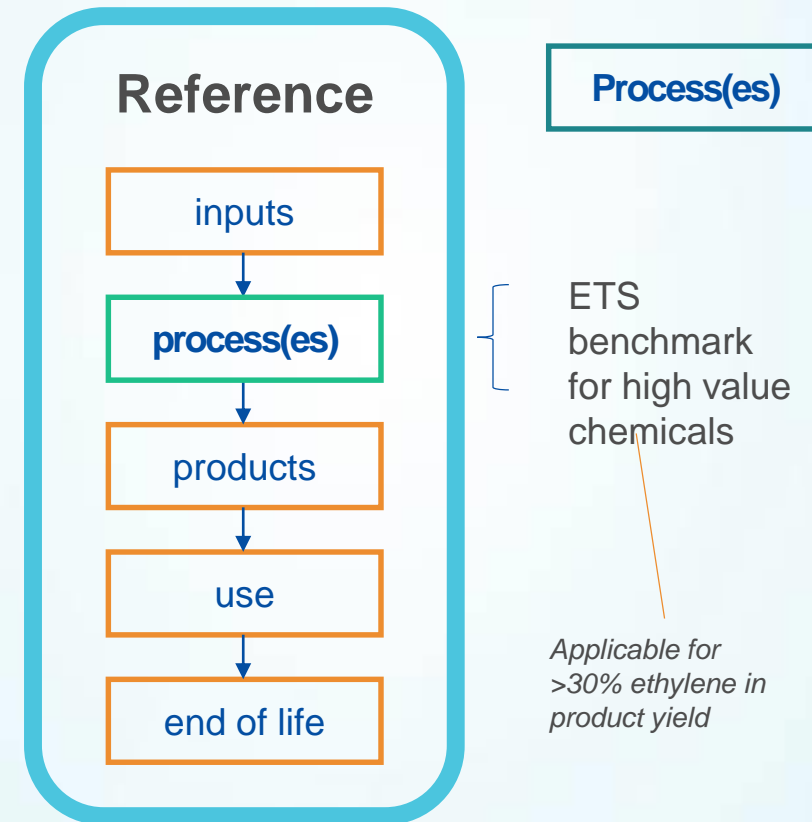 Reference
inputs
process(es)
products
use
end of life
Process(es)
ETS
benchmark
for high value
chemicals
Applicable for
>30% ethylene in
product yield